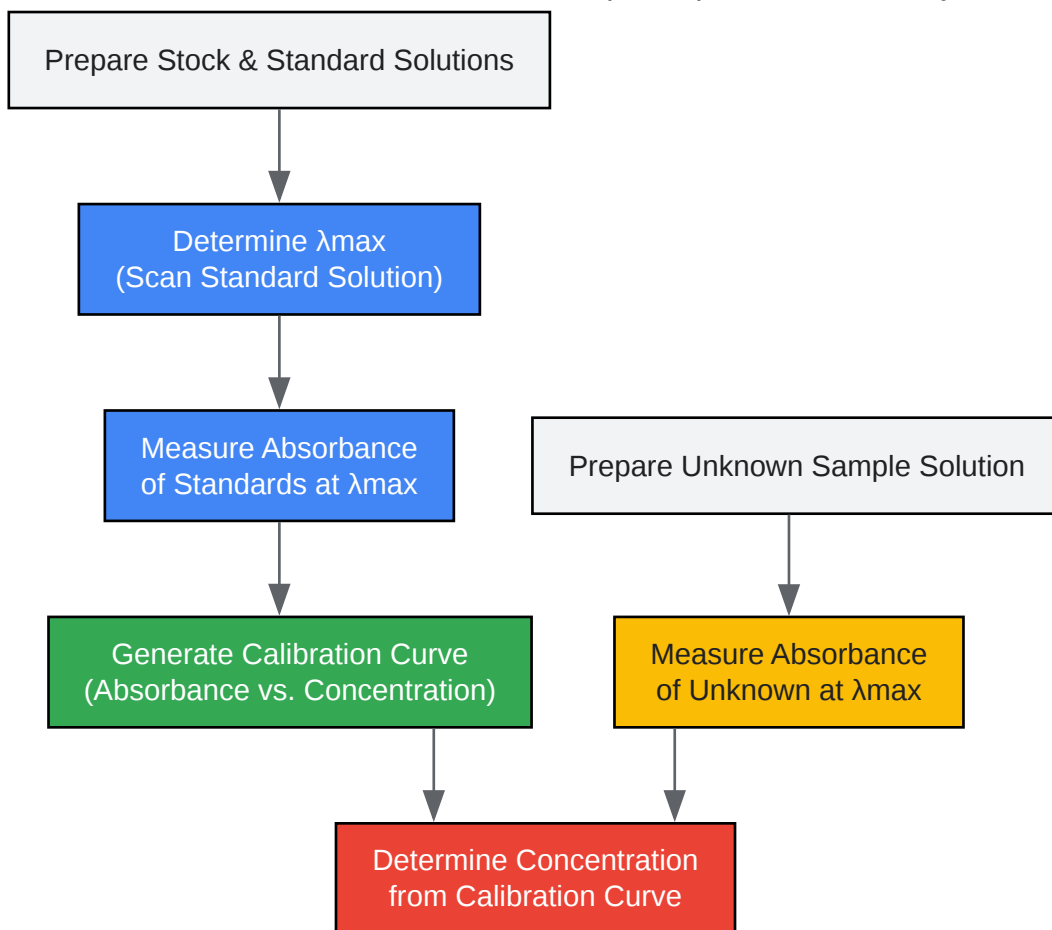 Prepare Stock & Standard Solutions
Determine λmax
(Scan Standard Solution)
Measure Absorbance
of Standards at λmax
Prepare Unknown Sample Solution
Generate Calibration Curve
(Absorbance vs. Concentration)
Measure Absorbance
of Unknown at λmax
Determine Concentration
from Calibration Curve